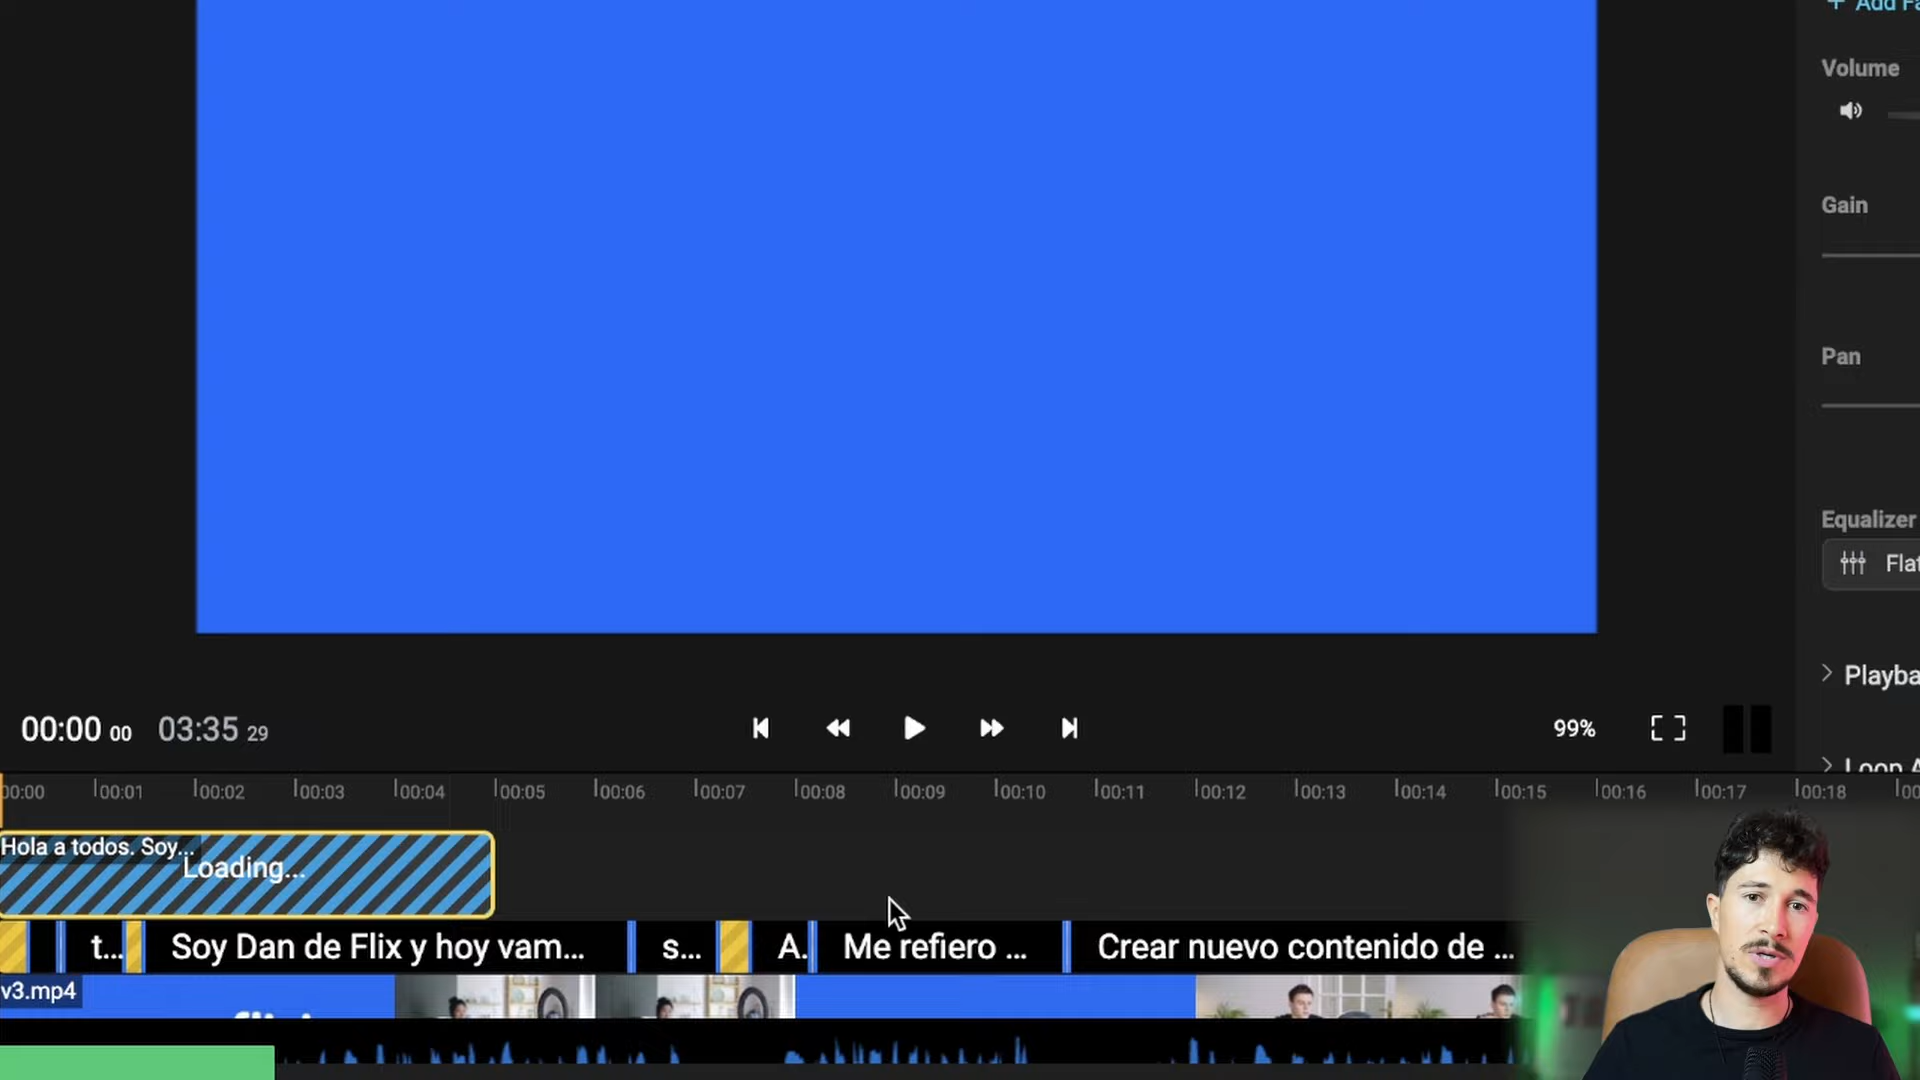 + Add Fa
Volume
Gain
Pan
Equalizer
Flat
Playba
Loop A
00:00 00 03:35 29
99%
00:00 00:01 00:02 00:03 00:04 00:05 00:06 00:07 00:08 00:09 00:10 00:11 00:12 00:13 00:14 00:15 00:16 00:17 00:18 00
Hola a todos. Soy...
Loading...
t... Soy Dan de Flix y hoy vam... s... A. Me refiero ... Crear nuevo contenido de ...
v3.mp4